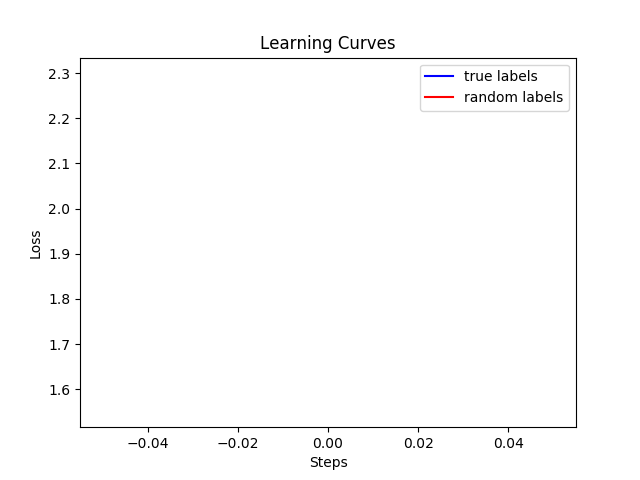 Learning Curves
true labels
random labels
2.3
2.2
2.1
2.0
1.9
1.8
1.7
1.6
Loss
−0.04
−0.02
0.00
0.02
0.04
Steps